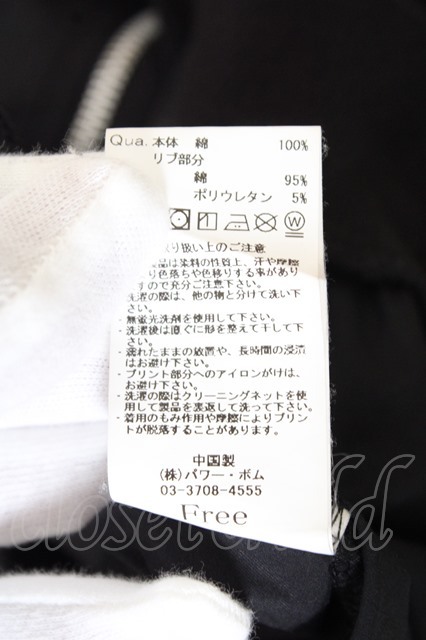 Qua. 本体 綿 100%
リブ部分
綿 95%
ポリウレタン 5%
り扱い上のご注意
品は染料の性質上、汗や摩擦
り色落ちや色移りする事があり
すので充分ご注意下さい。
洗濯の際は、他の物と分けて洗い下
さい。
・無蛍光洗剤を使用して下さい。
・洗濯後は直ぐに形を整えて干して下
さい。
・濡れたままの放置や、長時間の浸漬
はお避け下さい。
・プリント部分へのアイロンがけは、
お避け下さい。
・洗濯の際はクリーニングネットを使
用して製品を裏返して洗って下さい。
・着用のもみ作用や摩擦によりプリン
トが脱落することがあります。
中国製
(株)パワー・ボム
03-3708-4555
Free
closet child